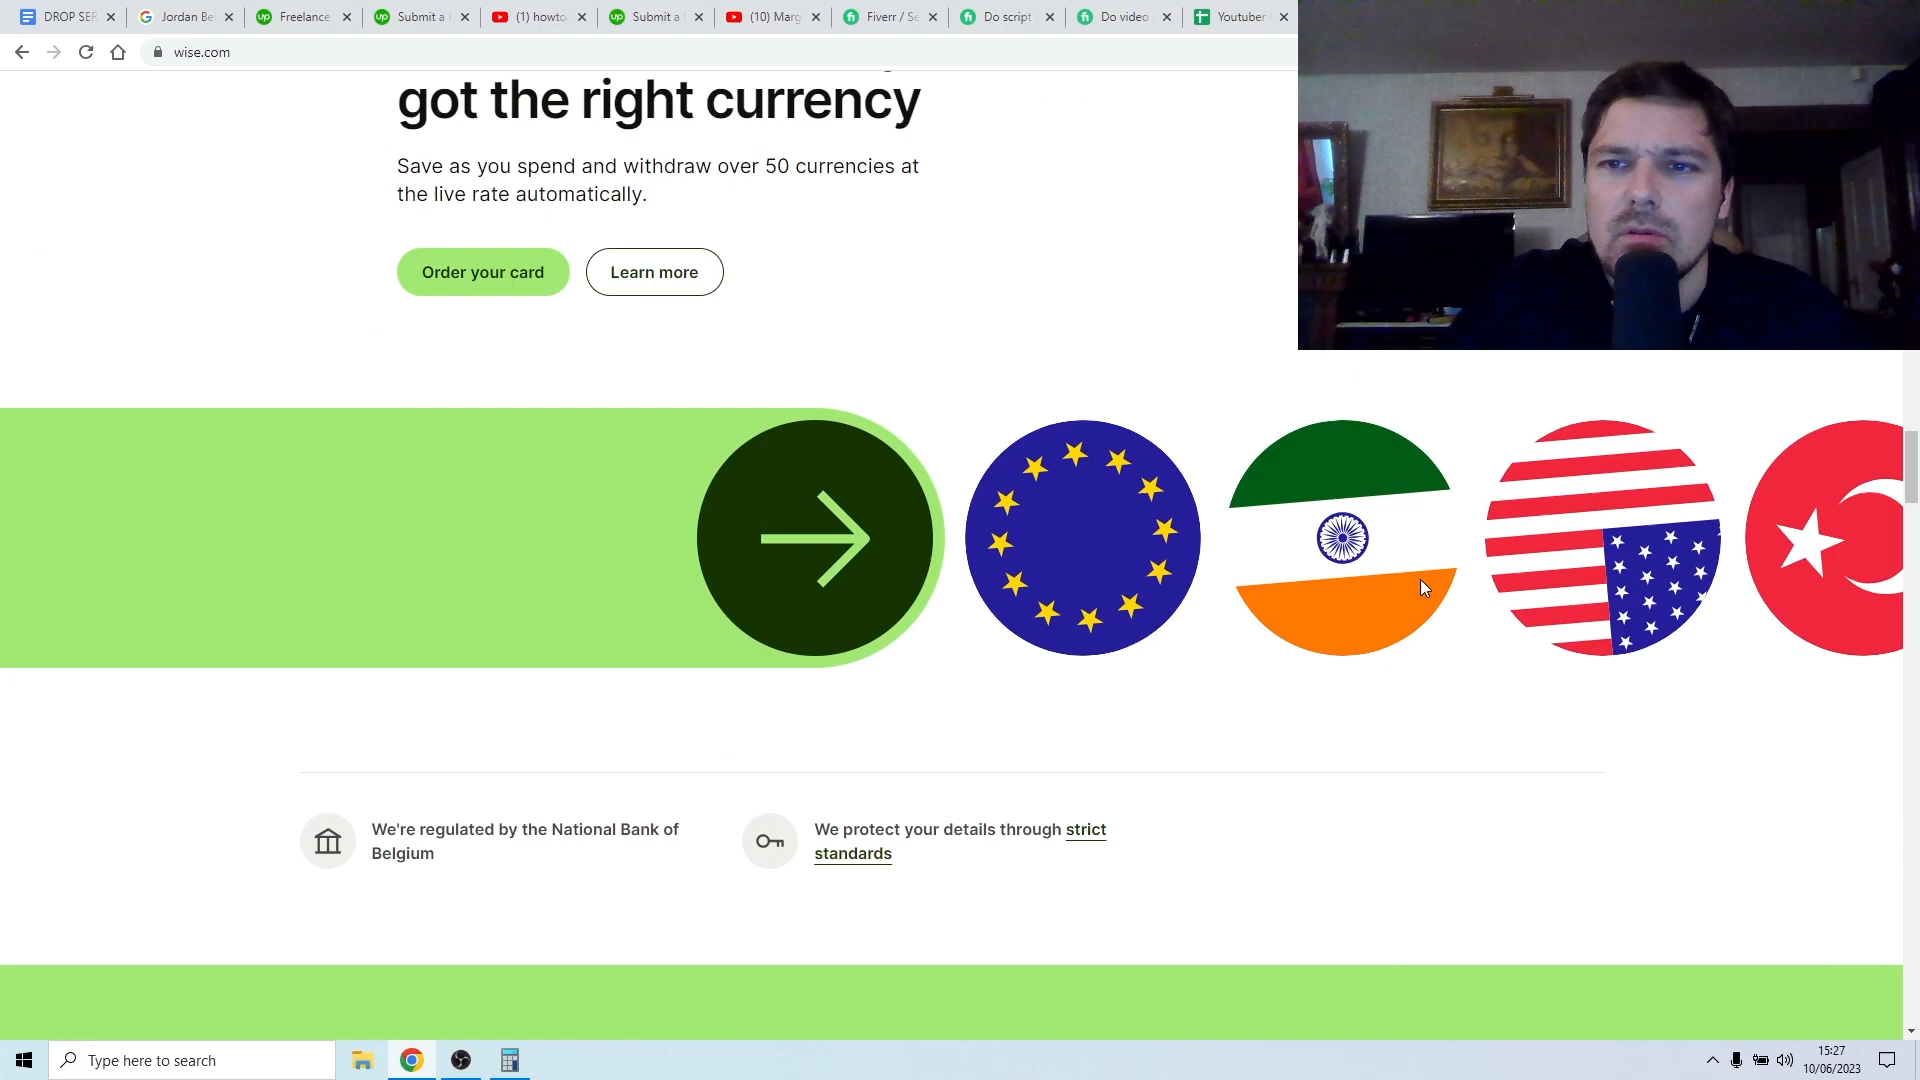 DROP SER
Jordan Be
Freelance
Submit a
(1) howto
Submit a
(10) Marg
Fiverr / Se
Do script
Do video
Youtuber
wise.com
got the right currency
Save as you spend and withdraw over 50 currencies at
the live rate automatically.
Order your card
Learn more
We're regulated by the National Bank of
Belgium
We protect your details through strict
standards
Type here to search
15:27
10/06/2023